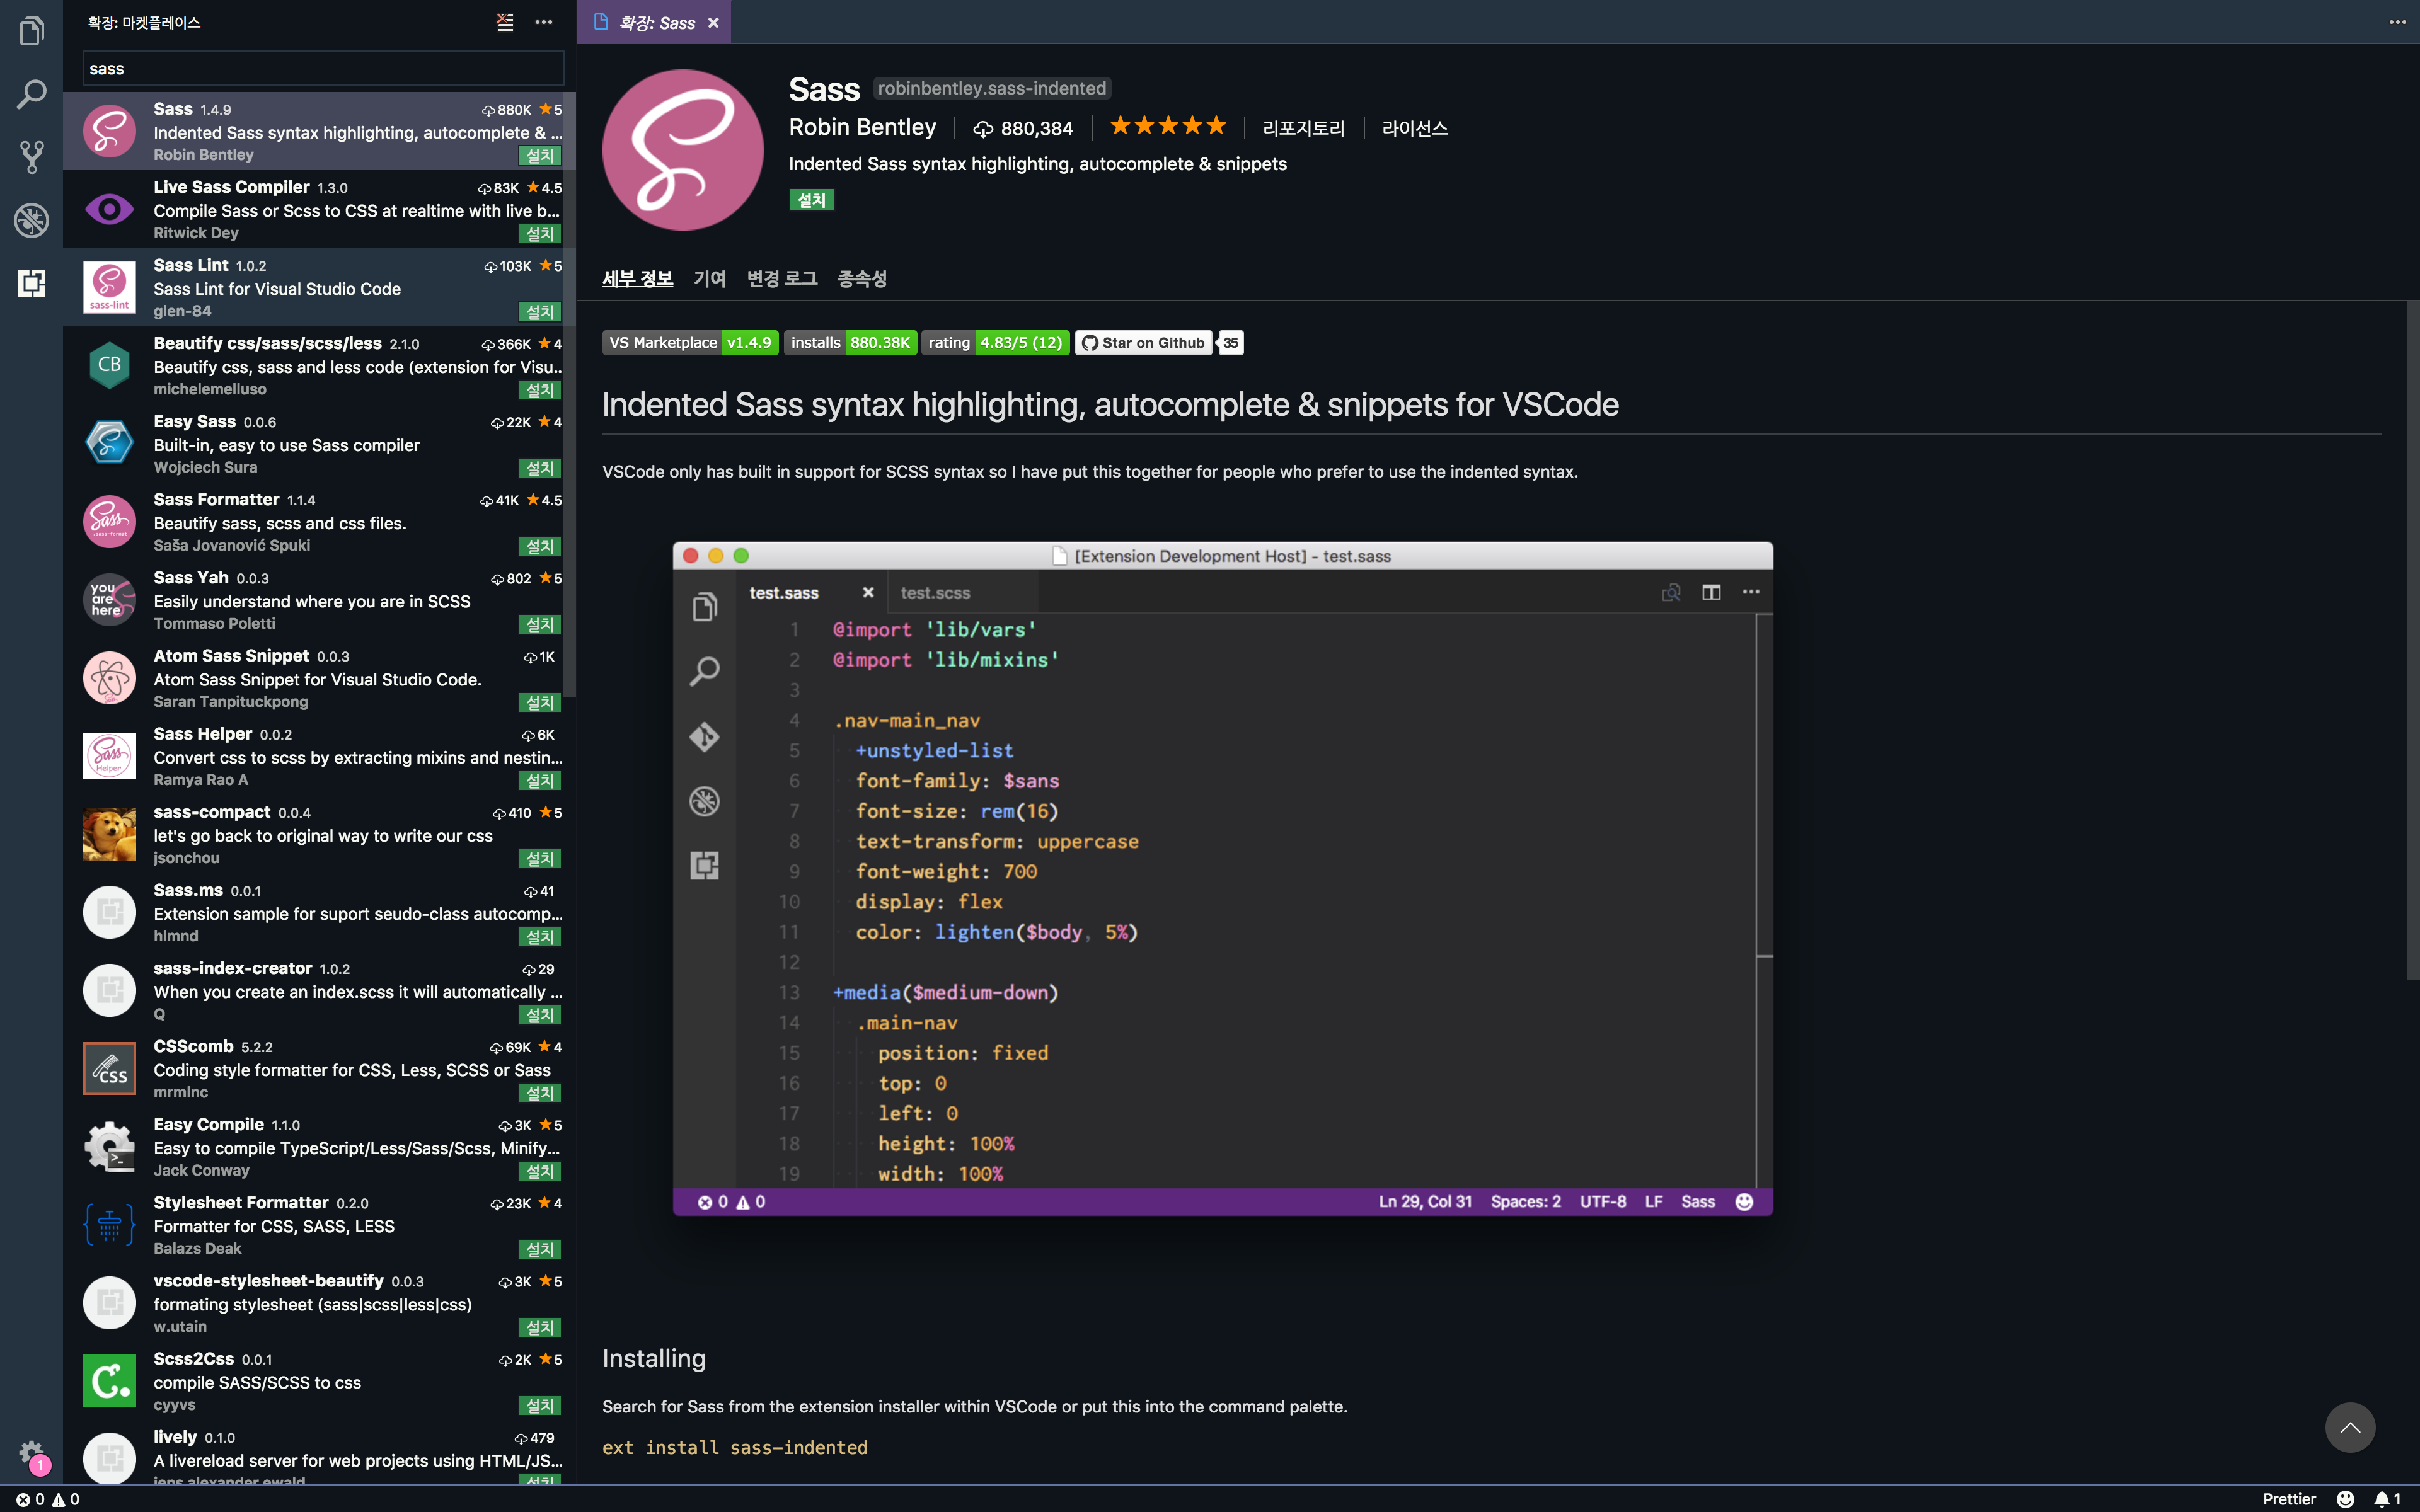 확장: 마켓플레이스
sass
Sass 1.4.9 880K ★5
Indented Sass syntax highlighting, autocomplete & ...
Robin Bentley 설치
Live Sass Compiler 1.3.0 83K ★4.5
Compile Sass or Scss to CSS at realtime with live b...
Ritwick Dey 설치
sass-lint
Sass Lint 1.0.2 103K ★5
Sass Lint for Visual Studio Code
glen-84 설치
CB
Beautify css/sass/scss/less 2.1.0 366K ★4
Beautify css, sass and less code (extension for Visu...
michelemelluso 설치
Easy Sass 0.0.6 22K ★4
Built-in, easy to use Sass compiler
Wojciech Sura 설치
Sass
Sass Formatter 1.1.4 41K ★4.5
Beautify sass, scss and css files.
Saša Jovanović Spuki 설치
you
are
here
Sass Yah 0.0.3 802 ★5
Easily understand where you are in SCSS
Tommaso Poletti 설치
Atom Sass Snippet 0.0.3 1K
Atom Sass Snippet for Visual Studio Code.
Saran Tanpituckpong 설치
Sass
Helper
Sass Helper 0.0.2 6K
Convert css to scss by extracting mixins and nestin...
Ramya Rao A 설치
sass-compact 0.0.4 410 ★5
let's go back to original way to write our css
jsonchou 설치
Sass.ms 0.0.1 41
Extension sample for suport seudo-class autocomp...
hlmnd 설치
sass-index-creator 1.0.2 29
When you create an index.scss it will automatically ...
Q 설치
CSS
CSScomb 5.2.2 69K ★4
Coding style formatter for CSS, Less, SCSS or Sass
mrmlnc 설치
Easy Compile 1.1.0 3K ★5
Easy to compile TypeScript/Less/Sass/Scss, Minify...
Jack Conway 설치
Stylesheet Formatter 0.2.0 23K ★4
Formatter for CSS, SASS, LESS
Balazs Deak 설치
vscode-stylesheet-beautify 0.0.3 3K ★5
formating stylesheet (sass|scss|less|css)
w.utain 설치
C.
Scss2Css 0.0.1 2K ★5
compile SASS/SCSS to css
cyyvs 설치
lively 0.1.0 479
A livereload server for web projects using HTML/JS...
jens alexander ewald 설치
1
확장: Sass
Sass robinbentley.sass-indented
Robin Bentley 880,384 ★★★★★ 리포지토리 라이선스
Indented Sass syntax highlighting, autocomplete & snippets
설치
세부 정보 기여 변경 로그 종속성
VS Marketplace v1.4.9 installs 880.38K rating 4.83/5 (12) Star on Github 35
Indented Sass syntax highlighting, autocomplete & snippets for VSCode
VSCode only has built in support for SCSS syntax so I have put this together for people who prefer to use the indented syntax.
[Extension Development Host] - test.sass
test.sass test.scss
1 @import 'lib/vars'
2 @import 'lib/mixins'
3
4 .nav-main_nav
5 +unstyled-list
6 font-family: $sans
7 font-size: rem(16)
8 text-transform: uppercase
9 font-weight: 700
10 display: flex
11 color: lighten($body, 5%)
12
13 +media($medium-down)
14 .main-nav
15 position: fixed
16 top: 0
17 left: 0
18 height: 100%
19 width: 100%
0 0 Ln 29, Col 31 Spaces: 2 UTF-8 LF Sass
Installing
Search for Sass from the extension installer within VSCode or put this into the command palette.
ext install sass-indented
0 0 Prettier 1